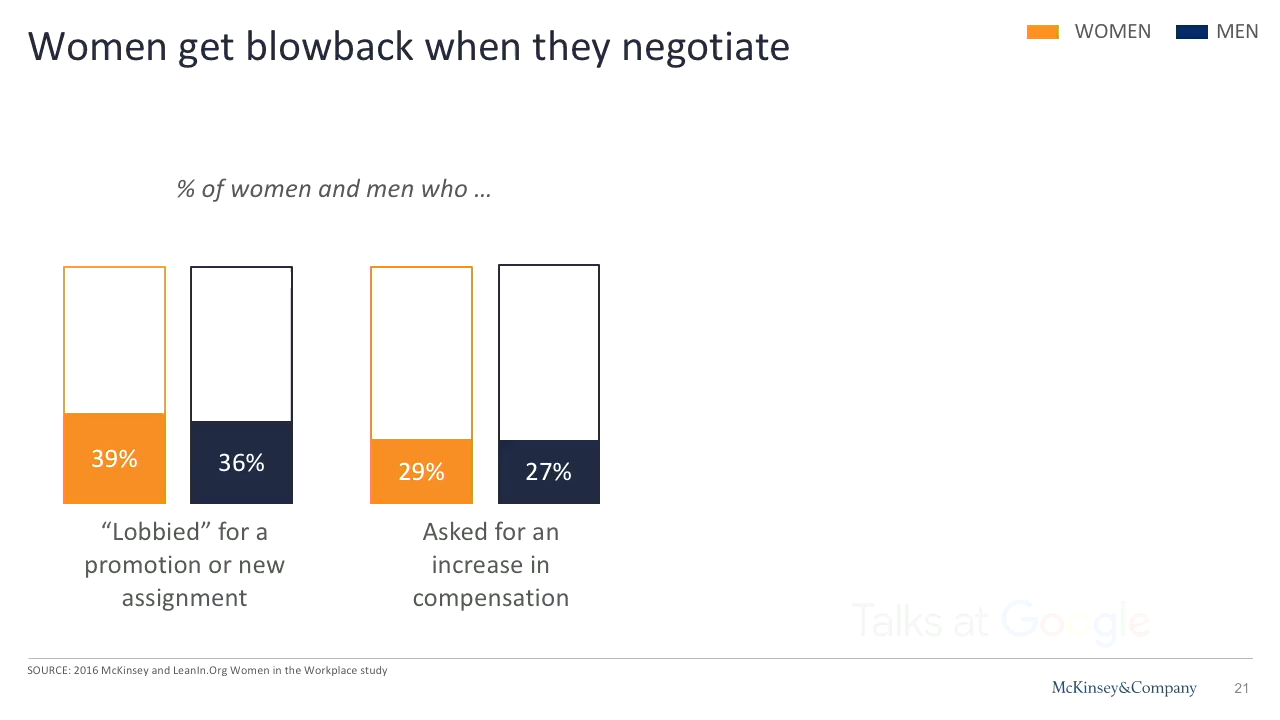 Women get blowback when they negotiate
WOMEN
MEN
% of women and men who …
39%
36%
29%
27%
“Lobbied” for a
promotion or new
assignment
Asked for an
increase in
compensation
Talks at Google
SOURCE: 2016 McKinsey and LeanIn.Org Women in the Workplace study
McKinsey&Company
21